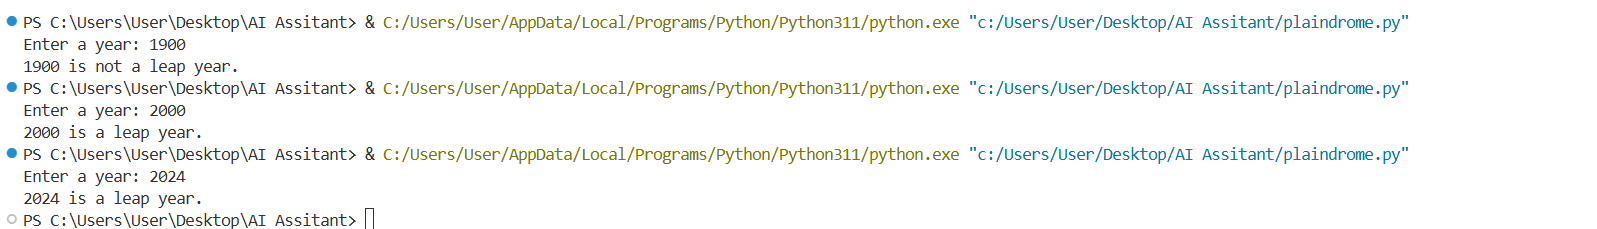 PS C:\Users\User\Desktop\AI Assitant> & C:/Users/User/AppData/Local/Programs/Python/Python311/python.exe "c:/Users/User/Desktop/AI Assitant/plaindrome.py"
Enter a year: 1900
1900 is not a leap year.
PS C:\Users\User\Desktop\AI Assitant> & C:/Users/User/AppData/Local/Programs/Python/Python311/python.exe "c:/Users/User/Desktop/AI Assitant/plaindrome.py"
Enter a year: 2000
2000 is a leap year.
PS C:\Users\User\Desktop\AI Assitant> & C:/Users/User/AppData/Local/Programs/Python/Python311/python.exe "c:/Users/User/Desktop/AI Assitant/plaindrome.py"
Enter a year: 2024
2024 is a leap year.
PS C:\Users\User\Desktop\AI Assitant>